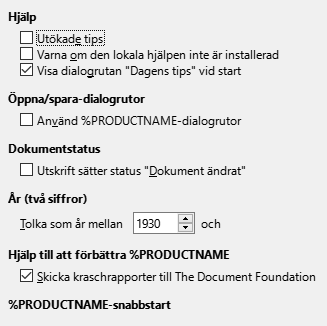 Hjälp
Utökade tips
Varna om den lokala hjälpen inte är installerad
Visa dialogrutan "Dagens tips" vid start
Öppna/spara-dialogrutor
Använd %PRODUCTNAME-dialogrutor
Dokumentstatus
Utskrift sätter status "Dokument ändrat"
År (två siffror)
Tolka som år mellan 1930 och
Hjälp till att förbättra %PRODUCTNAME
Skicka kraschrapporter till The Document Foundation
%PRODUCTNAME-snabbstart